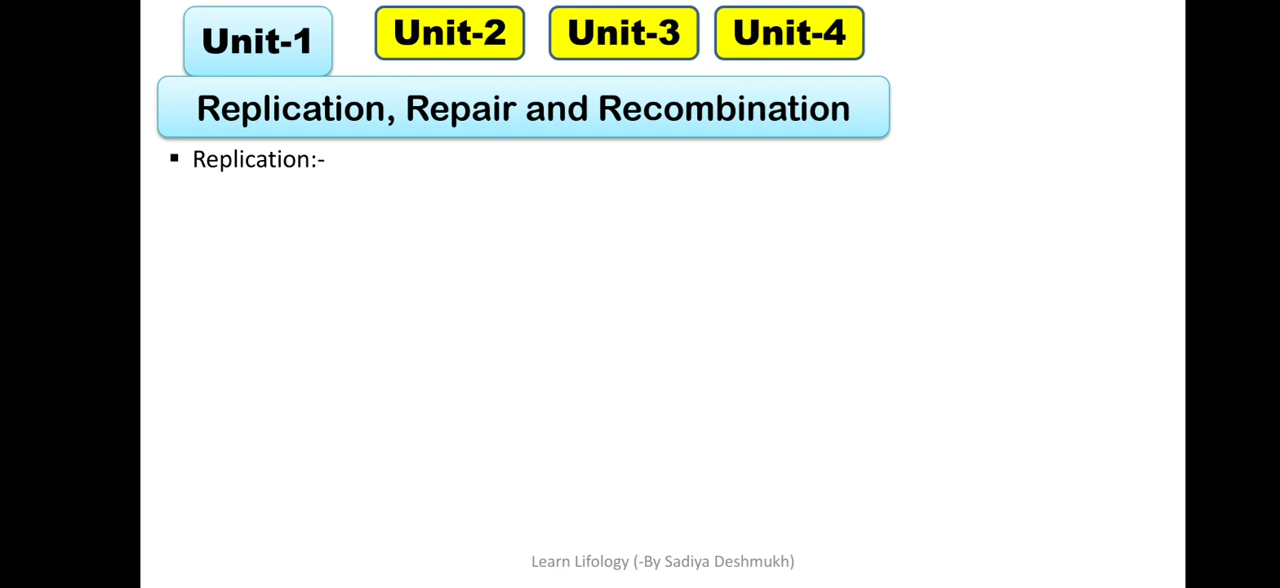 Unit-1 Unit-2 Unit-3 Unit-4
Replication, Repair and Recombination
▪ Replication:-
Learn Lifology (-By Sadiya Deshmukh)